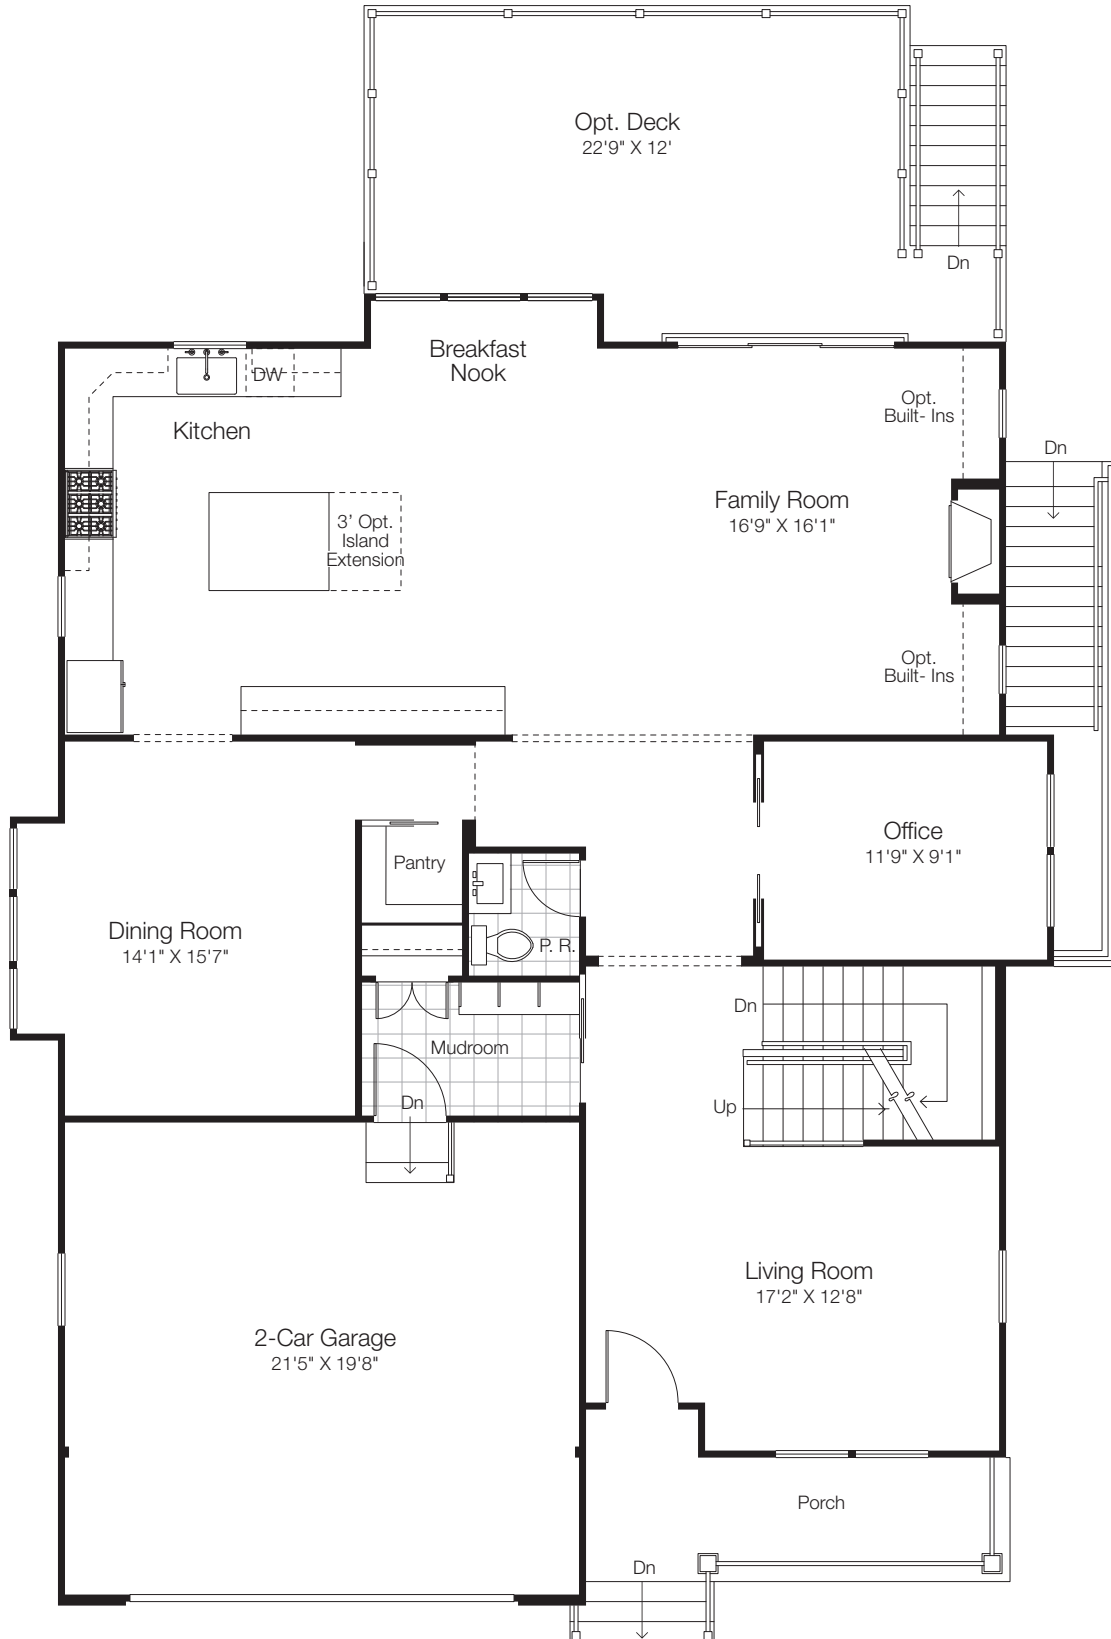 Opt. Deck
22'9" X 12'
Dn
Breakfast
Nook
DW
Kitchen
Opt.
Built- Ins
Dn
Family Room
16'9" X 16'1"
3’ Opt.
Island
Extension
Opt.
Built- Ins
Office
11'9" X 9'1"
Pantry
Dining Room
14'1" X 15'7"
P. R.
Dn
Mudroom
Dn
Up
Living Room
17'2" X 12'8"
2-Car Garage
21'5" X 19'8"
Porch
Dn